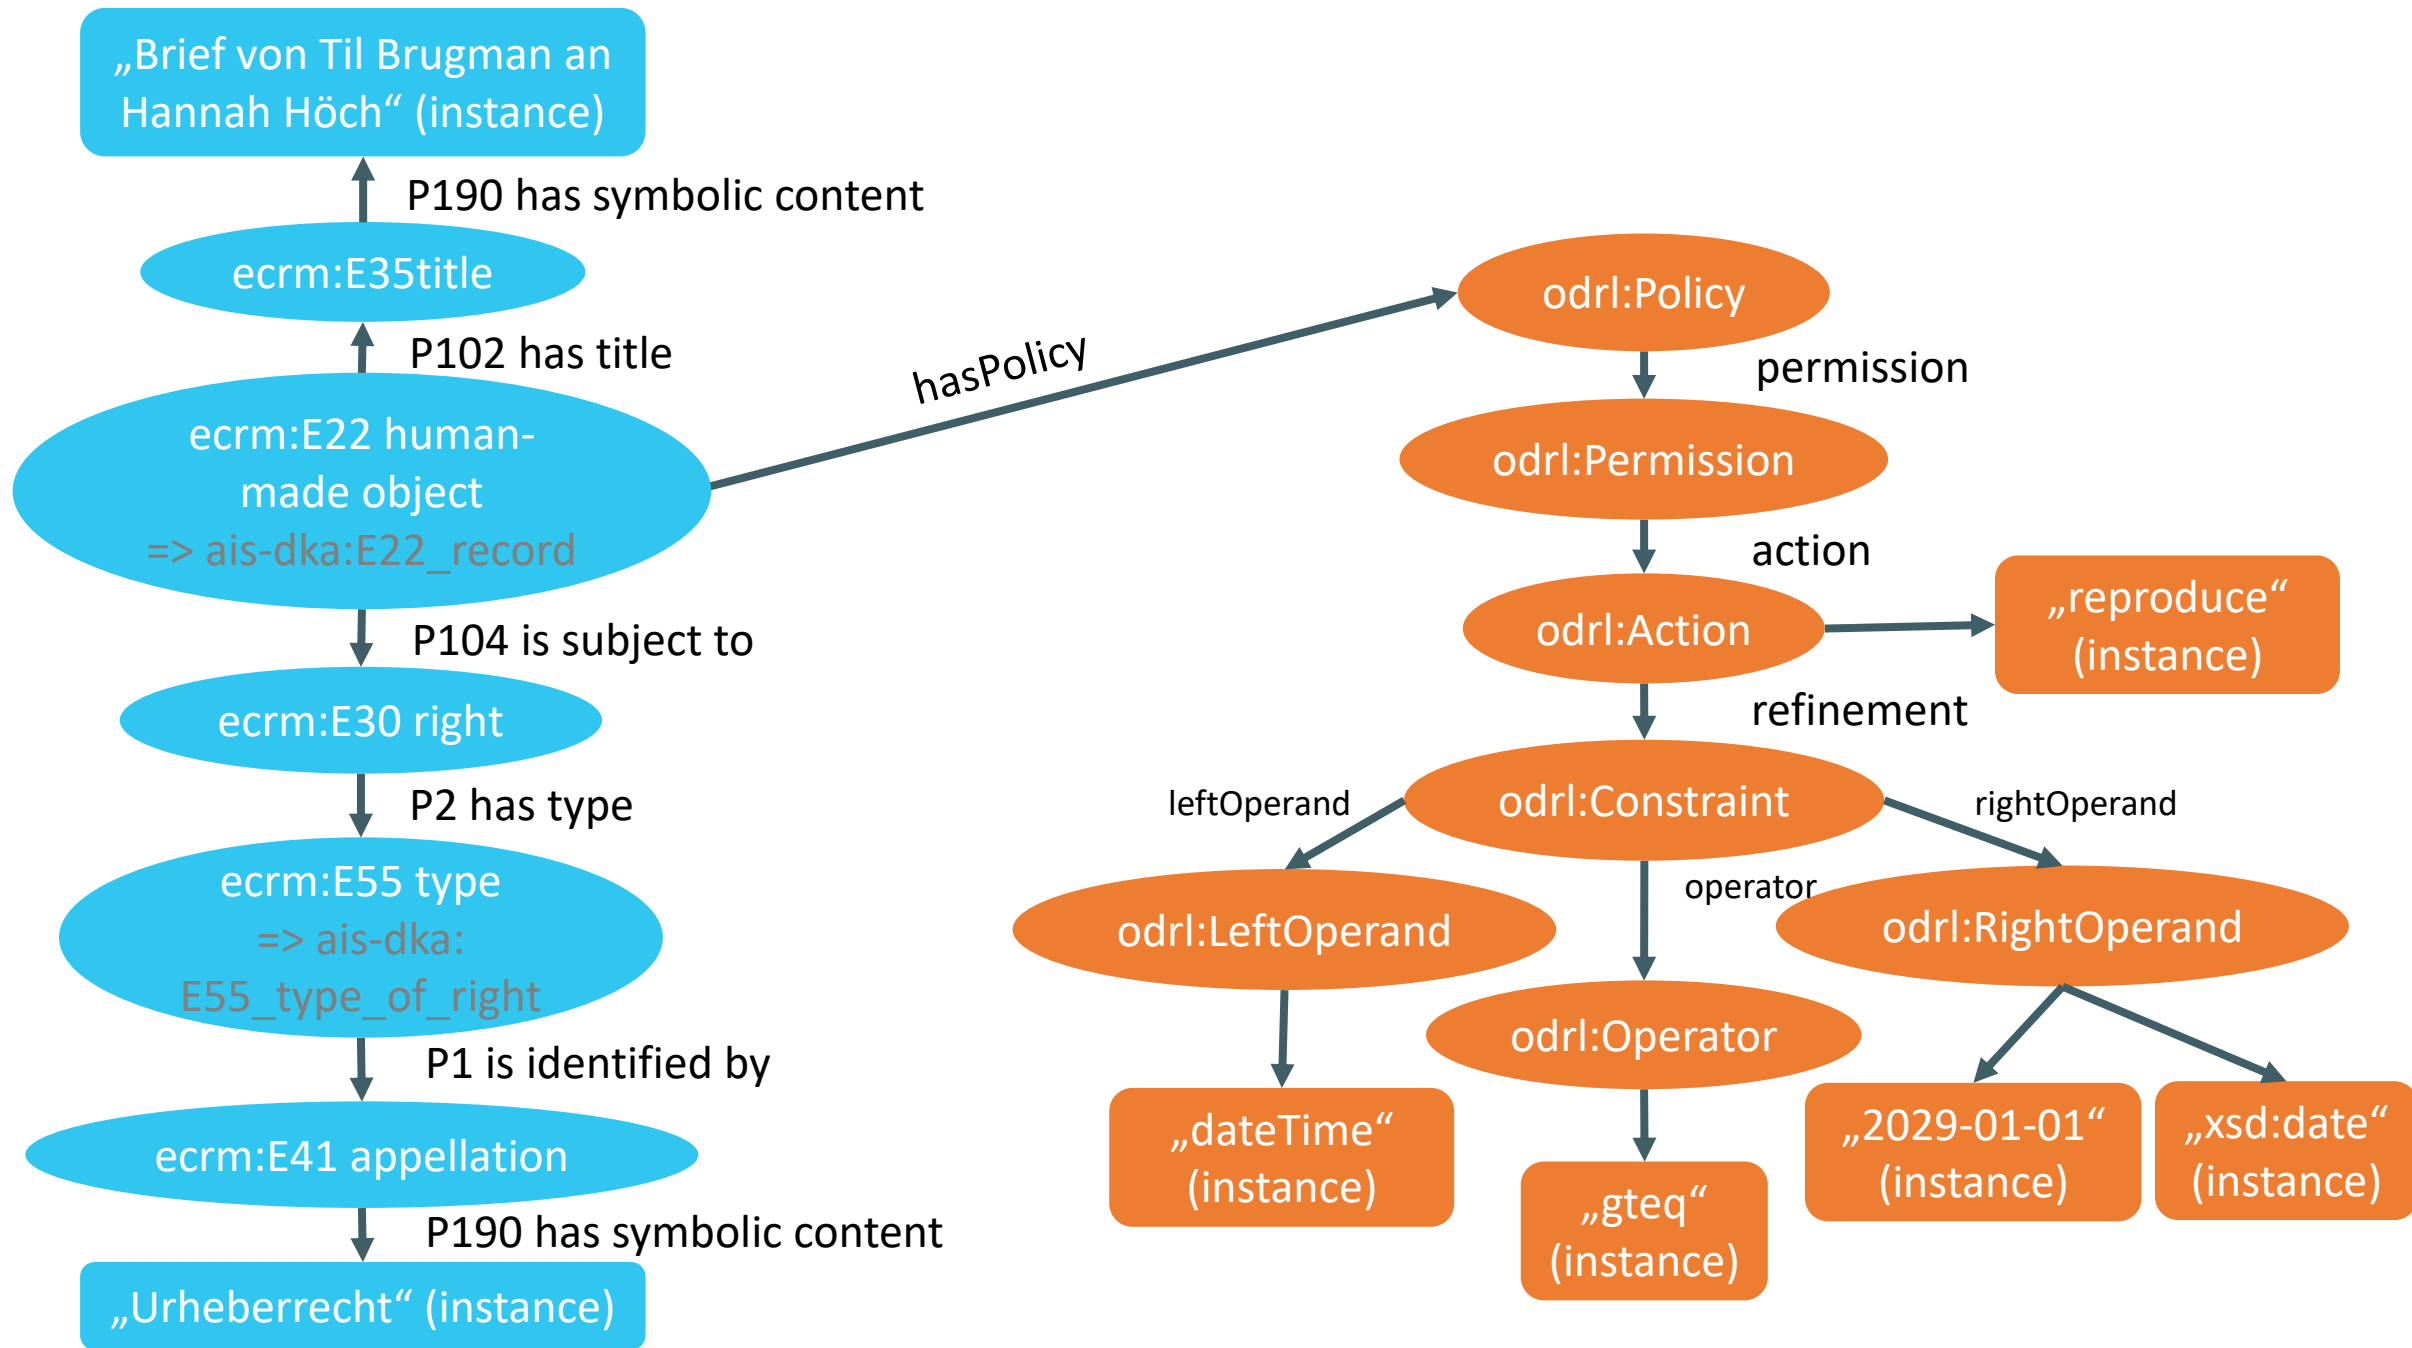 „Brief von Til Brugman an
Hannah Höch“ (instance)
P190 has symbolic content
ecrm:E35title
P102 has title
ecrm:E22 human-
made object
=> ais-dka:E22_record
P104 is subject to
ecrm:E30 right
P2 has type
ecrm:E55 type
=> ais-dka:
E55_type_of_right
P1 is identified by
ecrm:E41 appellation
P190 has symbolic content
„Urheberrecht“ (instance)
hasPolicy
odrl:Policy
permission
odrl:Permission
action
odrl:Action
„reproduce“
(instance)
refinement
odrl:Constraint
leftOperand
rightOperand
operator
odrl:LeftOperand
odrl:RightOperand
odrl:Operator
„dateTime“
(instance)
„gteq“
(instance)
„2029-01-01“
(instance)
„xsd:date“
(instance)